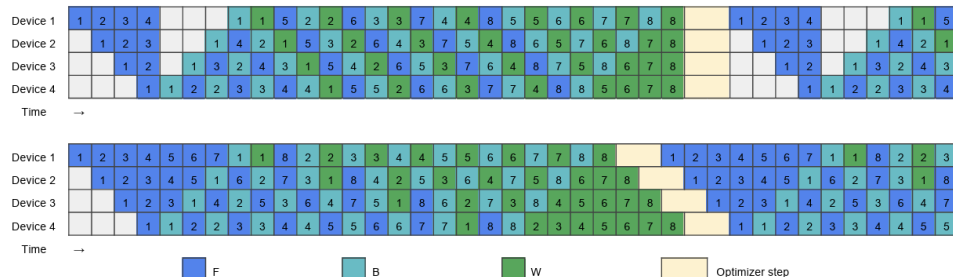 Device 1 1 2 3 4 1 1 5 2 2 6 3 3 7 4 4 8 5 5 6 6 7 7 8 8 1 2 3 4 1 1 5
Device 2 1 2 3 1 4 2 1 5 3 2 6 4 3 7 5 4 8 6 5 7 6 8 7 8 1 2 3 1 4 2 1
Device 3 1 2 1 3 2 4 3 1 5 4 2 6 5 3 7 6 4 8 7 5 8 6 7 8 1 2 1 3 2 4 3
Device 4 1 1 2 2 3 3 4 4 1 5 5 2 6 6 3 7 7 4 8 8 5 6 7 8 1 1 2 2 3 3 4
Time →
Device 1 1 2 3 4 5 6 7 1 1 8 2 2 3 3 4 4 5 5 6 6 7 7 8 8 1 2 3 4 5 6 7 1 1 8 2 2 3
Device 2 1 2 3 4 5 1 6 2 7 3 1 8 4 2 5 3 6 4 7 5 8 6 7 8 1 2 3 4 5 1 6 2 7 3 1 8
Device 3 1 2 3 1 4 2 5 3 6 4 7 5 1 8 6 2 7 3 8 4 5 6 7 8 1 2 3 1 4 2 5 3 6 4 7
Device 4 1 1 2 2 3 3 4 4 5 5 6 6 7 7 1 8 8 2 3 4 5 6 7 8 1 1 2 2 3 3 4 4 5 5
Time →
F B W Optimizer step